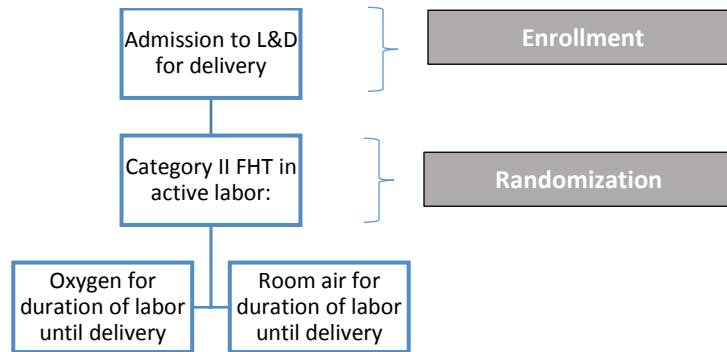 Admission to L&D
for delivery
Enrollment
Category II FHT in
active labor:
Randomization
Oxygen for
duration of labor
until delivery
Room air for
duration of labor
until delivery